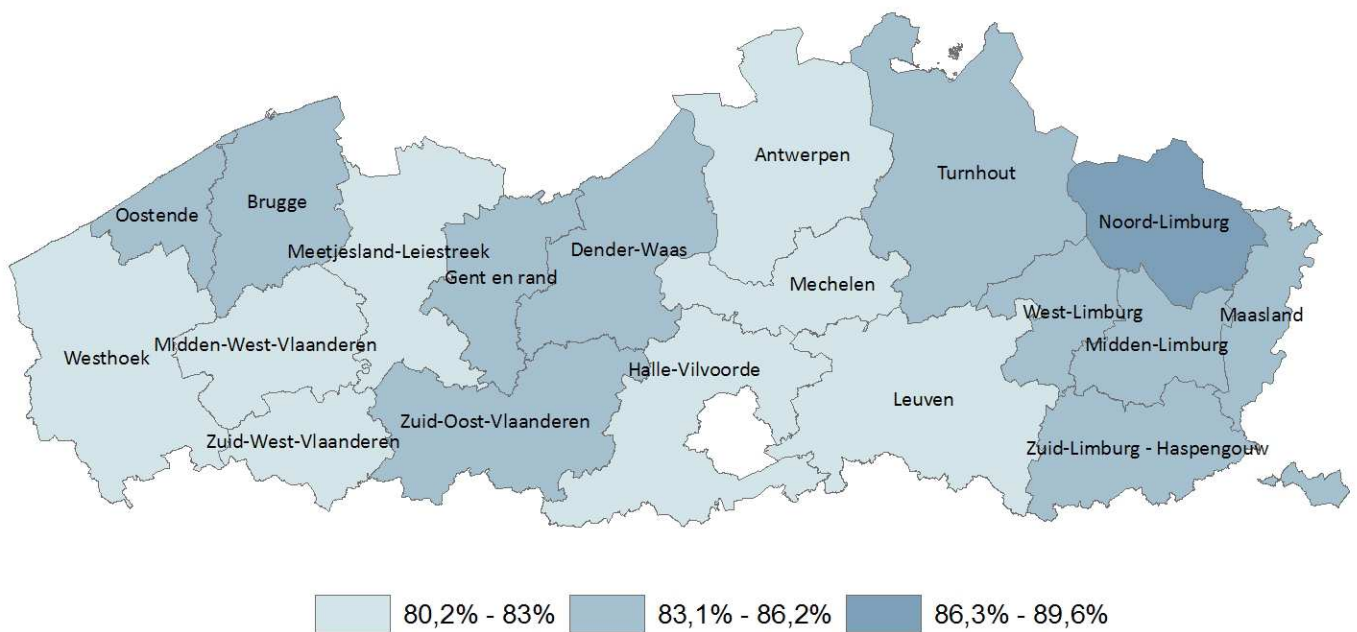 Antwerpen
Turnhout
Brugge
Oostende
Noord-Limburg
Meetjesland-Leiestreek
Dender-Waas
Gent en rand
Mechelen
West-Limburg
Maasland
Midden-West-Vlaanderen
Midden-Limburg
Westhoek
Halle-Vilvoorde
Leuven
Zuid-Oost-Vlaanderen
Zuid-West-Vlaanderen
Zuid-Limburg - Haspengouw
80,2% - 83% 83,1% - 86,2% 86,3% - 89,6%